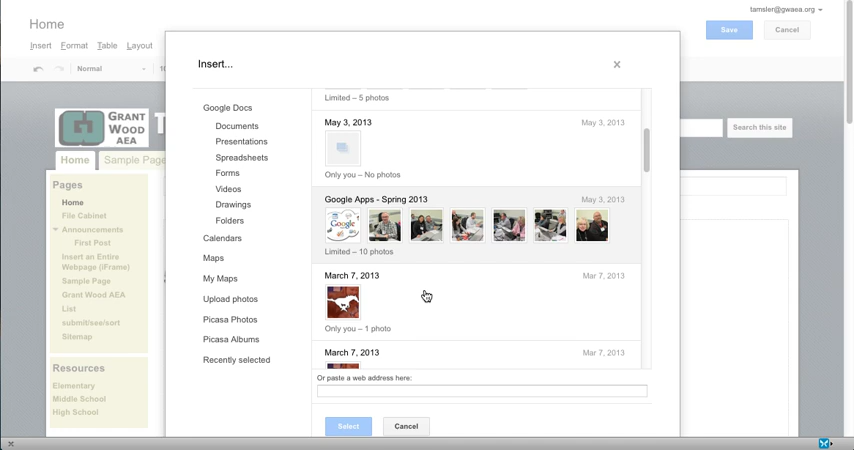 Home
tamsler@gwaea.org
Save
Cancel
Insert Format Table Layout
Normal
Insert...
GRANT WOOD AEA
Search this site
Home Sample Page
Pages
Home
File Cabinet
Announcements
First Post
Insert an Entire
Webpage (iFrame)
Sample Page
Grant Wood AEA
List
submit/see/sort
Sitemap
Resources
Elementary
Middle School
High School
Google Docs
Documents
Presentations
Spreadsheets
Forms
Videos
Drawings
Folders
Calendars
Maps
My Maps
Upload photos
Picasa Photos
Picasa Albums
Recently selected
Limited – 5 photos
May 3, 2013 May 3, 2013
Only you – No photos
Google Apps - Spring 2013 May 3, 2013
Google
Limited – 10 photos
March 7, 2013 Mar 7, 2013
Only you – 1 photo
March 7, 2013 Mar 7, 2013
Or paste a web address here:
Select Cancel